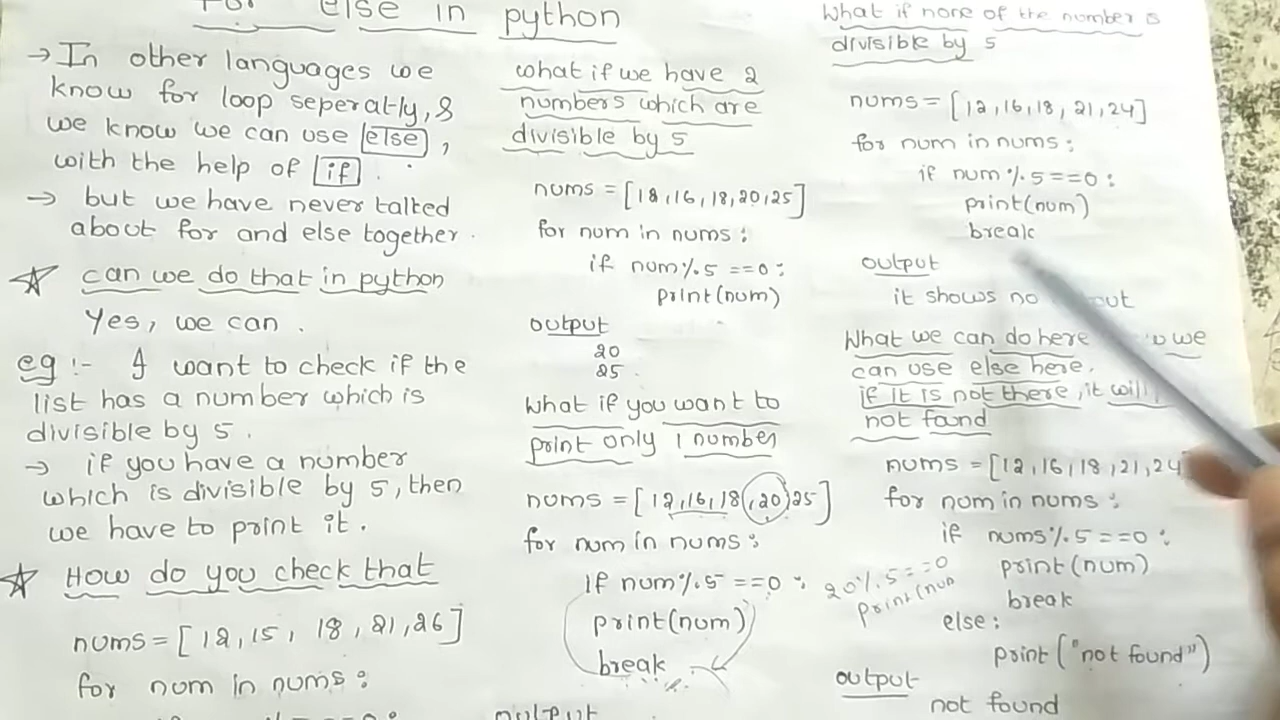 For else in python
→ In other languages we
know for loop seperatly, &
we know we can use else,
with the help of if.
→ but we have never talked
about for and else together.
☆ can we do that in python
Yes, we can.
eg :- I want to check if the
list has a number which is
divisible by 5.
→ if you have a number
which is divisible by 5, then
we have to print it.
☆ How do you check that
nums = [12, 15, 18, 21, 26]
for num in nums:
what if we have 2
numbers which are
divisible by 5
nums = [18, 16, 18, 20, 25]
for num in nums:
if num % 5 == 0:
print(num)
output
20
25.
What if you want to
print only 1 number
nums = [12, 16, 18, 20, 25]
for num in nums:
If num % 5 == 0:
print(num)
break
20 % 5 == 0
print(num
output
What if none of the number is
divisible by 5
nums = [12, 16, 18, 21, 24]
for num in nums:
if num % 5 == 0:
print(num)
break
output
it shows no
What we can do here we
can use else here.
if it is not there, it will
not found
nums = [12, 16, 18, 21, 24
for num in nums:
if nums % 5 == 0:
print(num)
break
else:
print("not found")
output
not found